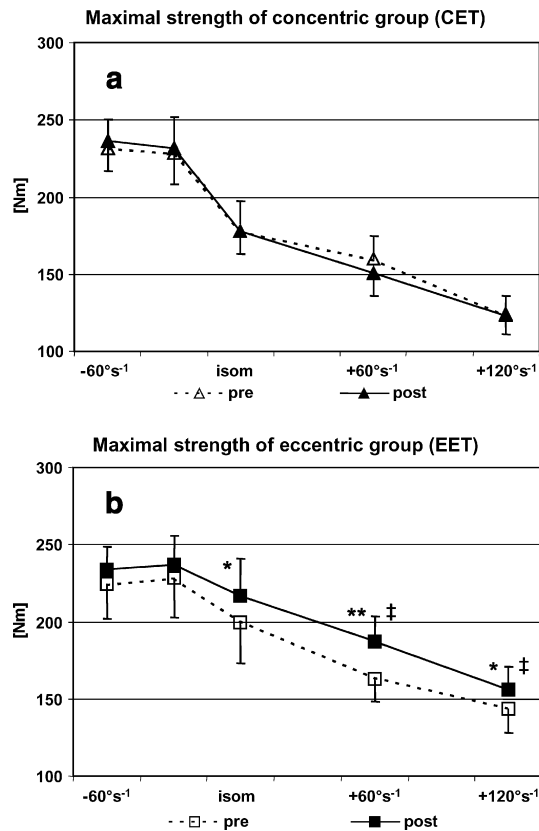 Maximal strength of concentric group (CET)
300
a
250
[Nm]
200
150
100
-60°s⁻¹ isom +60°s⁻¹ +120°s⁻¹
pre post
Maximal strength of eccentric group (EET)
300
b
250
*
** ‡
[Nm]
200
* ‡
150
100
-60°s⁻¹ isom +60°s⁻¹ +120°s⁻¹
pre post